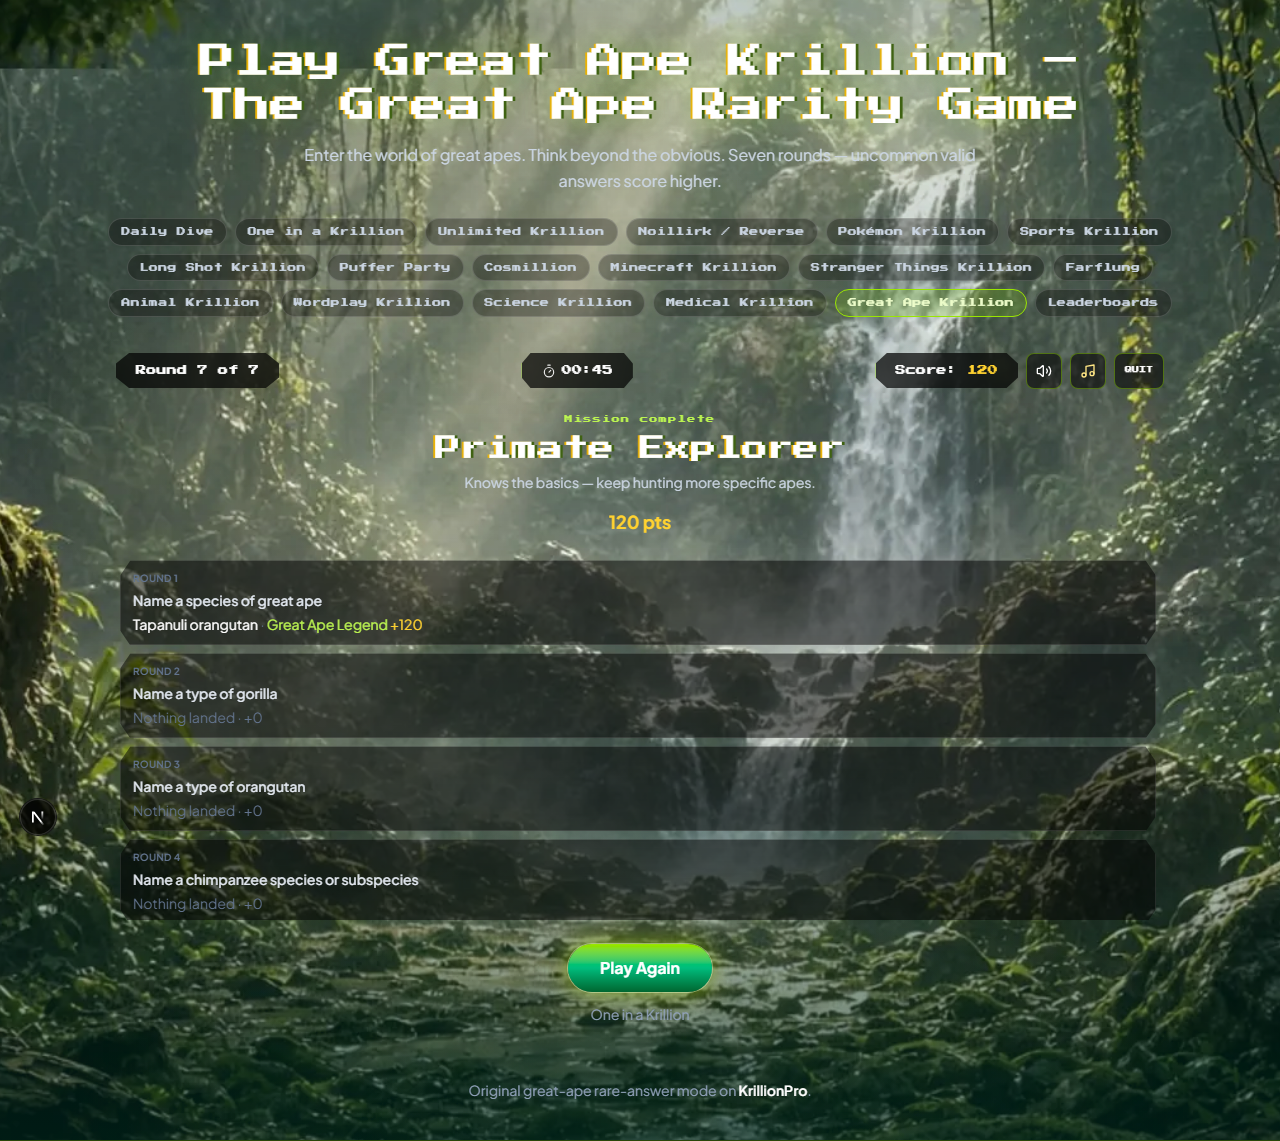 Play Great Ape Krillion —
The Great Ape Rarity Game
Enter the world of great apes. Think beyond the obvious. Seven rounds — uncommon valid
answers score higher.
Daily Dive
One in a Krillion
Unlimited Krillion
Noillirk / Reverse
Pokémon Krillion
Sports Krillion
Long Shot Krillion
Puffer Party
Cosmillion
Minecraft Krillion
Stranger Things Krillion
Farflung
Animal Krillion
Wordplay Krillion
Science Krillion
Medical Krillion
Great Ape Krillion
Leaderboards
Round 7 of 7
00:45
Score: 120
QUIT
Mission complete
Primate Explorer
Knows the basics — keep hunting more specific apes.
120 pts
ROUND 1
Name a species of great ape
Tapanuli orangutan · Great Ape Legend +120
ROUND 2
Name a type of gorilla
Nothing landed · +0
ROUND 3
Name a type of orangutan
Nothing landed · +0
ROUND 4
Name a chimpanzee species or subspecies
Nothing landed · +0
N
Play Again
One in a Krillion
Original great-ape rare-answer mode on KrillionPro.